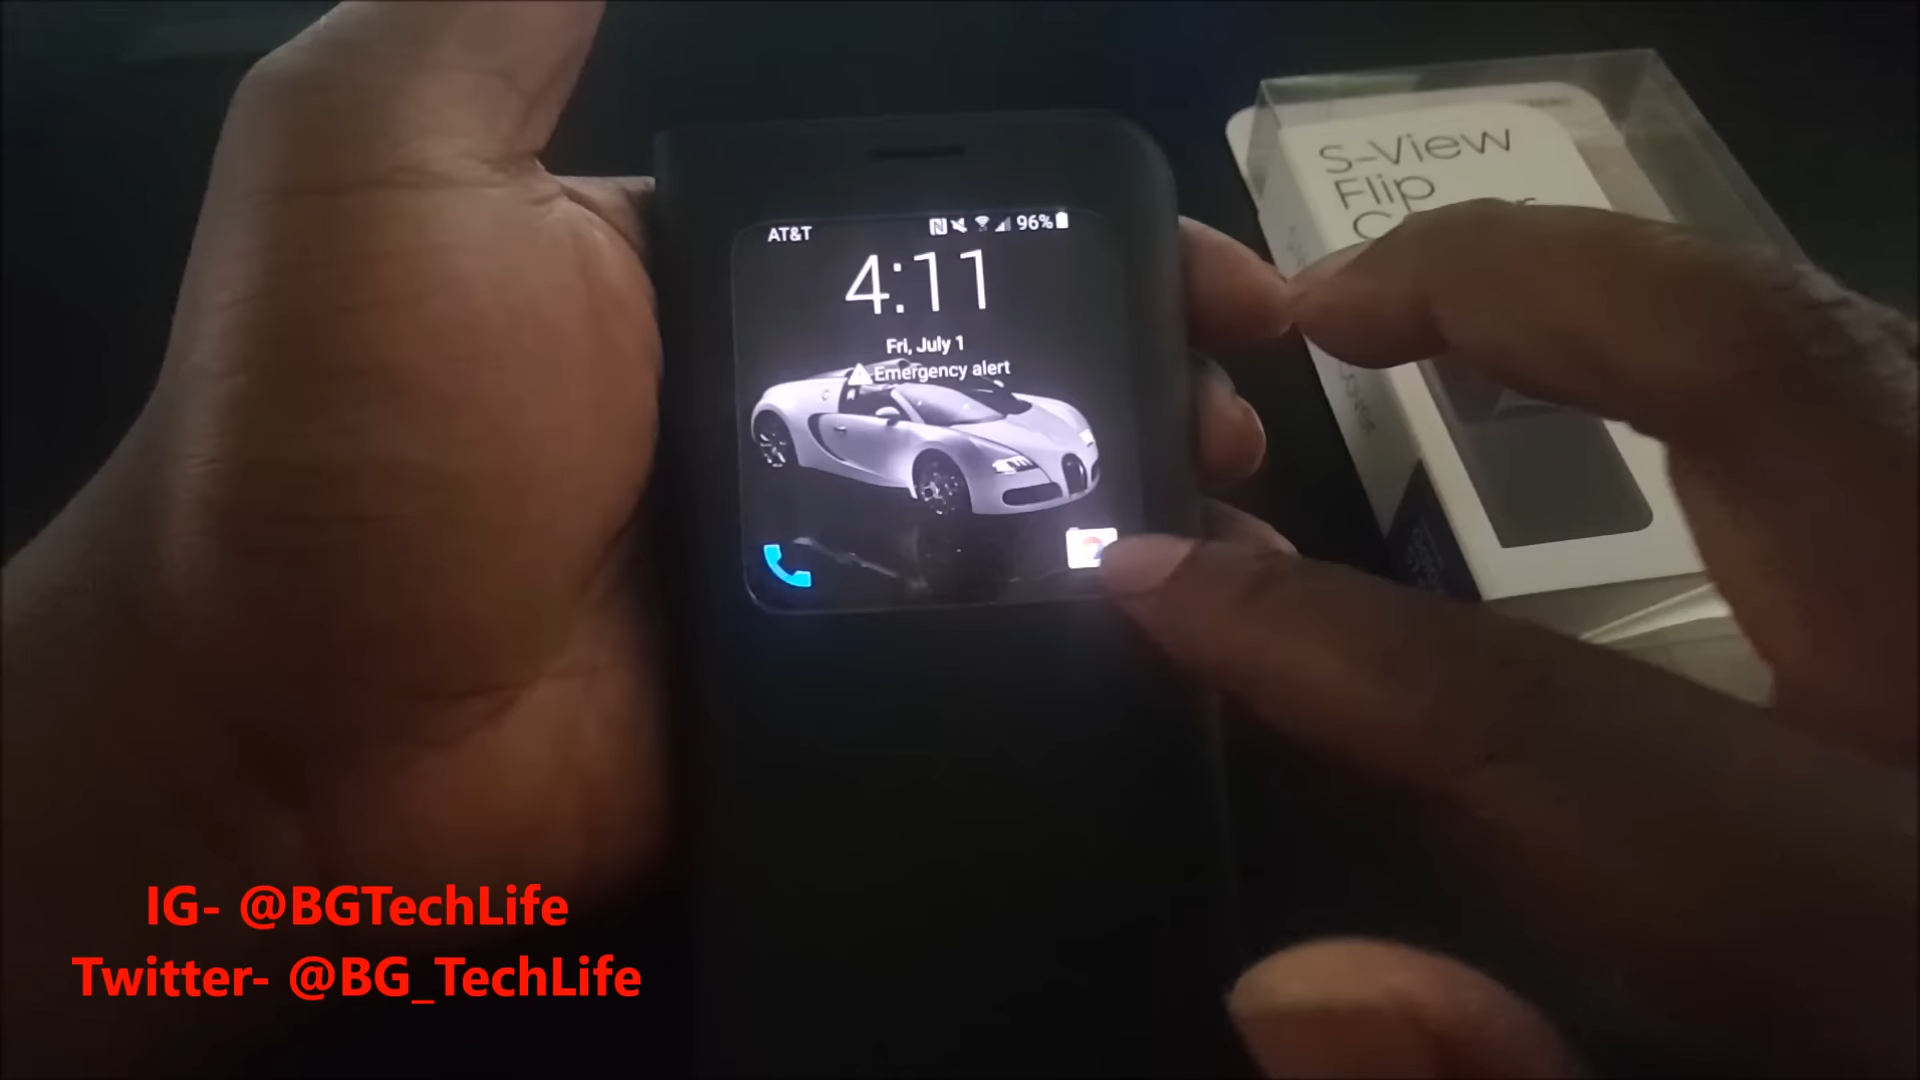 AT&T 96%
4:11
Fri, July 1
Emergency alert
S-View
Flip
IG- @BGTechLife
Twitter- @BG_TechLife